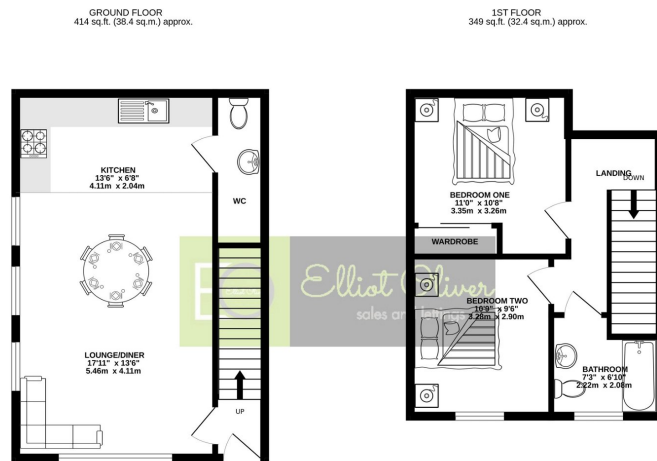 GROUND FLOOR
414 sq.ft. (38.4 sq.m.) approx.
1ST FLOOR
349 sq.ft. (32.4 sq.m.) approx.
KITCHEN
13'6" x 6'8"
4.11m x 2.04m
WC
LOUNGE/DINER
17'11" x 13'6"
5.46m x 4.11m
UP
BEDROOM ONE
11'0" x 10'8"
3.35m x 3.26m
WARDROBE
LANDING
DOWN
BEDROOM TWO
10'9" x 9'6"
3.28m x 2.90m
BATHROOM
7'3" x 6'10"
2.22m x 2.08m
Elliot Oliver
sales and lettings